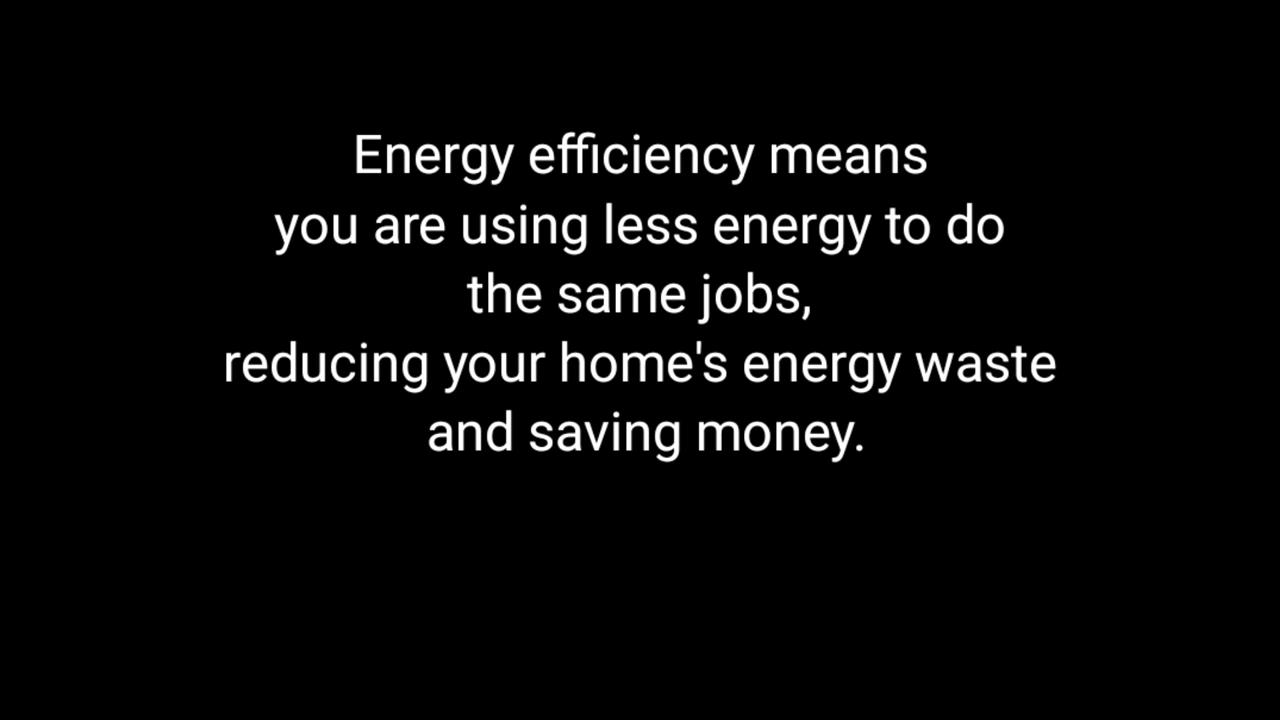 Energy efficiency means
you are using less energy to do
the same jobs,
reducing your home's energy waste
and saving money.